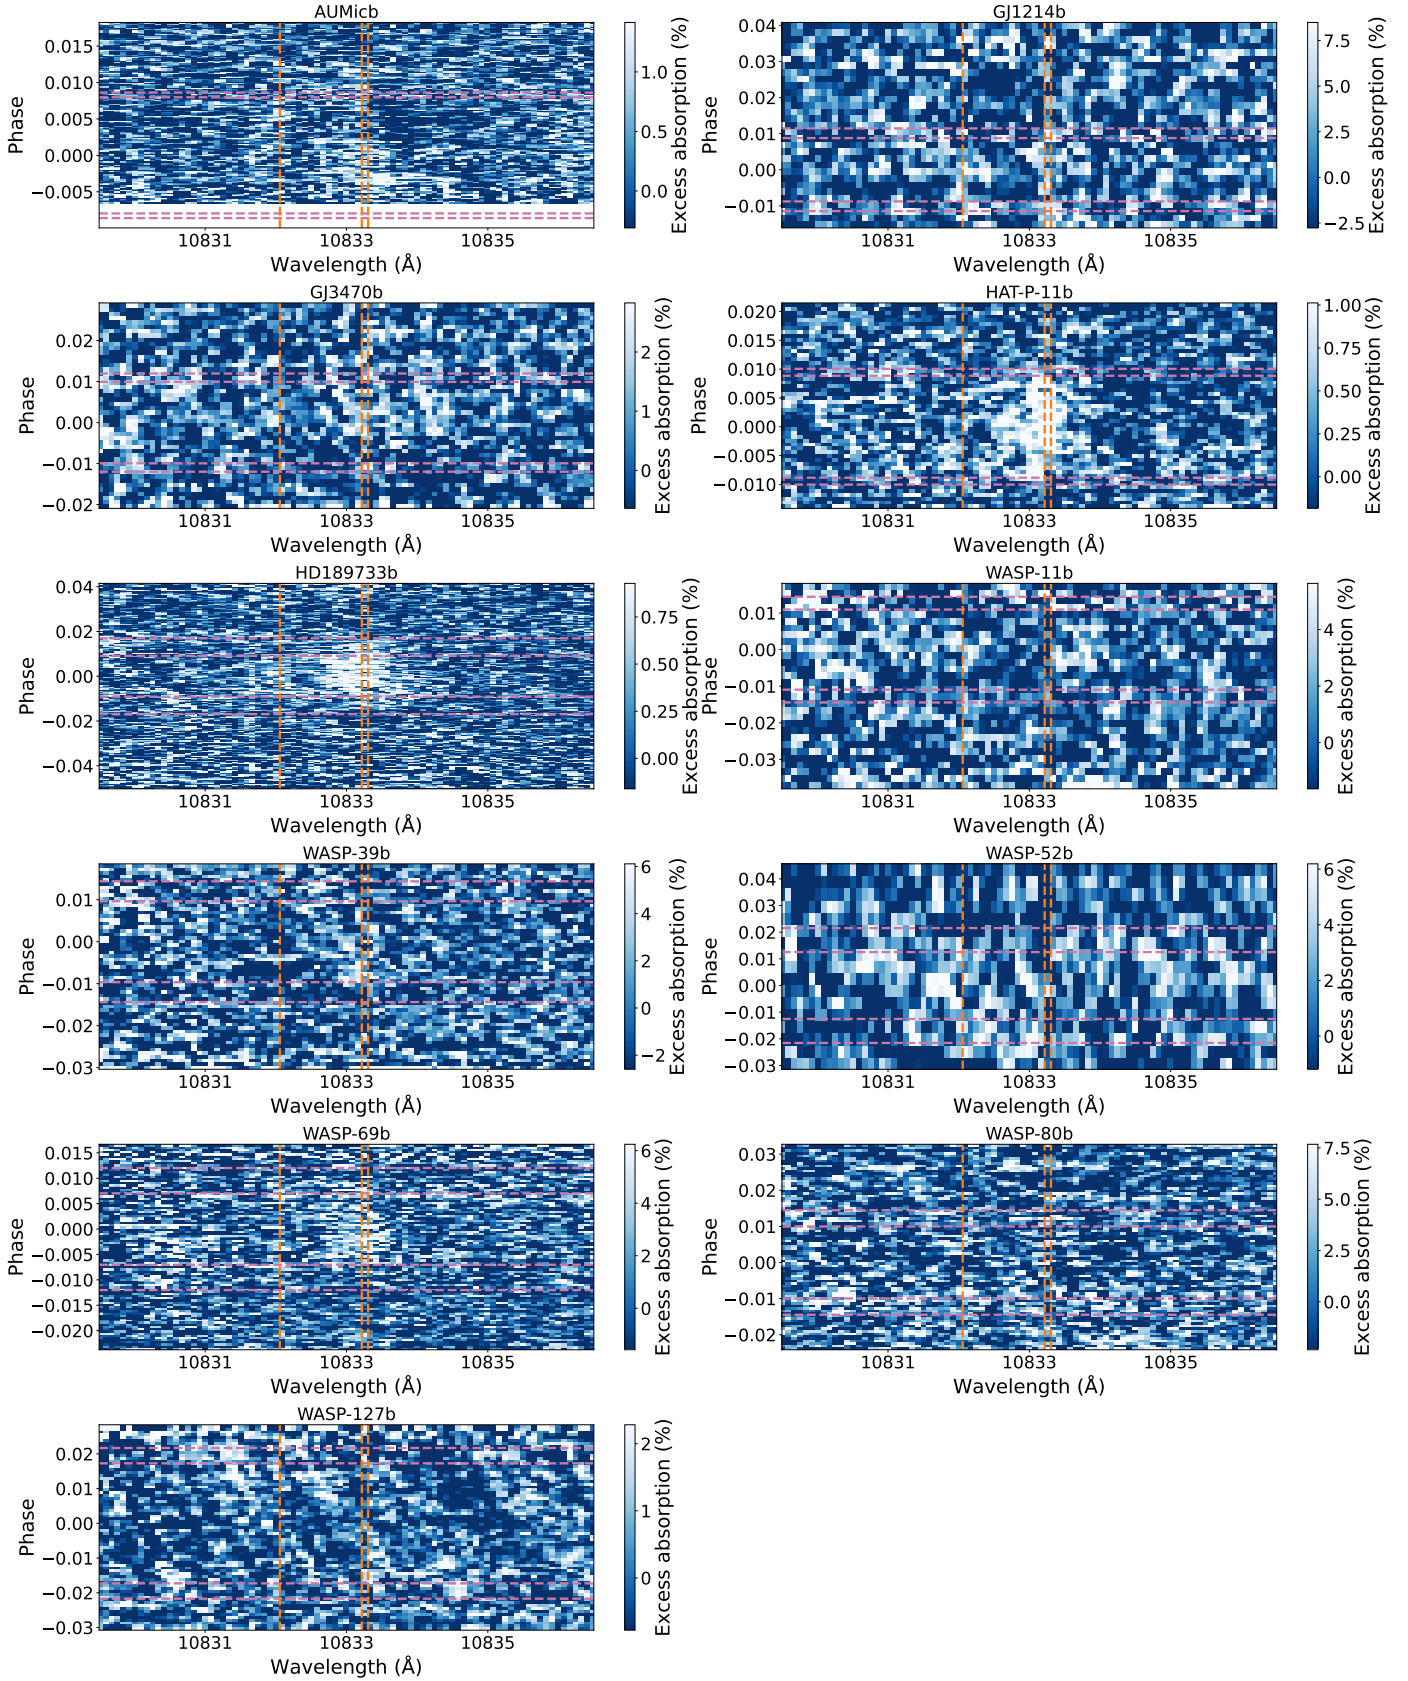 AUMicb
0.015
0.010
0.005
0.000
−0.005
Phase
10831 10833 10835
Wavelength (Å)
1.0
0.5
0.0
Excess absorption (%)
GJ1214b
0.04
0.03
0.02
0.01
0.00
−0.01
Phase
10831 10833 10835
Wavelength (Å)
7.5
5.0
2.5
0.0
−2.5
Excess absorption (%)
GJ3470b
0.02
0.01
0.00
−0.01
−0.02
Phase
10831 10833 10835
Wavelength (Å)
2
1
0
Excess absorption (%)
HAT-P-11b
0.020
0.015
0.010
0.005
0.000
−0.005
−0.010
Phase
10831 10833 10835
Wavelength (Å)
1.00
0.75
0.50
0.25
0.00
Excess absorption (%)
HD189733b
0.04
0.02
0.00
−0.02
−0.04
Phase
10831 10833 10835
Wavelength (Å)
0.75
0.50
0.25
0.00
Excess absorption (%)
WASP-11b
0.01
0.00
−0.01
−0.02
−0.03
Phase
10831 10833 10835
Wavelength (Å)
4
2
0
Excess absorption (%)
WASP-39b
0.01
0.00
−0.01
−0.02
−0.03
Phase
10831 10833 10835
Wavelength (Å)
6
4
2
0
−2
Excess absorption (%)
WASP-52b
0.04
0.03
0.02
0.01
0.00
−0.01
−0.02
−0.03
Phase
10831 10833 10835
Wavelength (Å)
6
4
2
0
Excess absorption (%)
WASP-69b
0.015
0.010
0.005
0.000
−0.005
−0.010
−0.015
−0.020
Phase
10831 10833 10835
Wavelength (Å)
6
4
2
0
Excess absorption (%)
WASP-80b
0.03
0.02
0.01
0.00
−0.01
−0.02
Phase
10831 10833 10835
Wavelength (Å)
7.5
5.0
2.5
0.0
Excess absorption (%)
WASP-127b
0.02
0.01
0.00
−0.01
−0.02
−0.03
Phase
10831 10833 10835
Wavelength (Å)
2
1
0
Excess absorption (%)